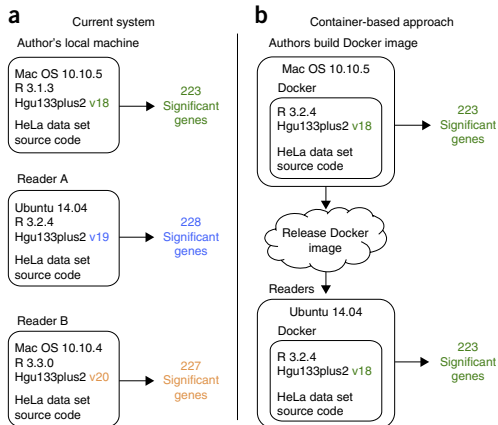 a
Current system
Author's local machine
Mac OS 10.10.5
R 3.1.3
Hgu133plus2 v18
HeLa data set
source code
223
Significant
genes
Reader A
Ubuntu 14.04
R 3.2.4
Hgu133plus2 v19
HeLa data set
source code
228
Significant
genes
Reader B
Mac OS 10.10.4
R 3.3.0
Hgu133plus2 v20
HeLa data set
source code
227
Significant
genes
b
Container-based approach
Authors build Docker image
Mac OS 10.10.5
Docker
R 3.2.4
Hgu133plus2 v18
HeLa data set
source code
223
Significant
genes
Release Docker
image
Readers
Ubuntu 14.04
Docker
R 3.2.4
Hgu133plus2 v18
HeLa data set
source code
223
Significant
genes